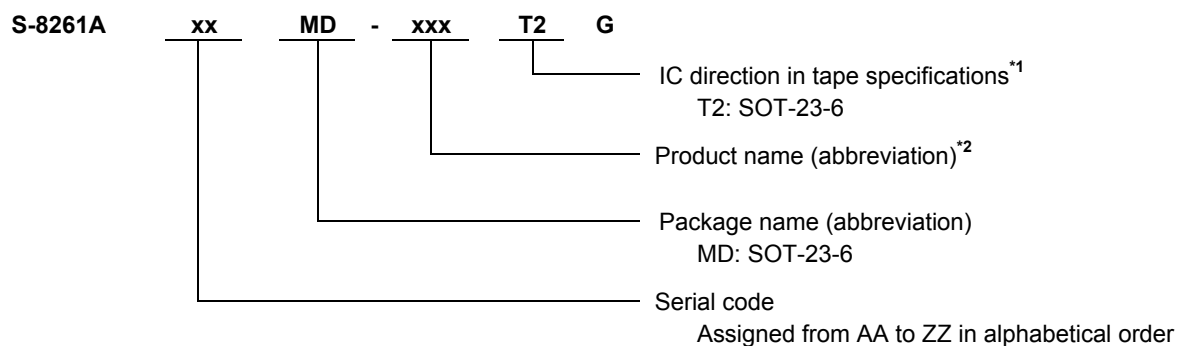 S-8261A xx MD - xxx T2 G
IC direction in tape specifications*1
T2: SOT-23-6
Product name (abbreviation)*2
Package name (abbreviation)
MD: SOT-23-6
Serial code
Assigned from AA to ZZ in alphabetical order